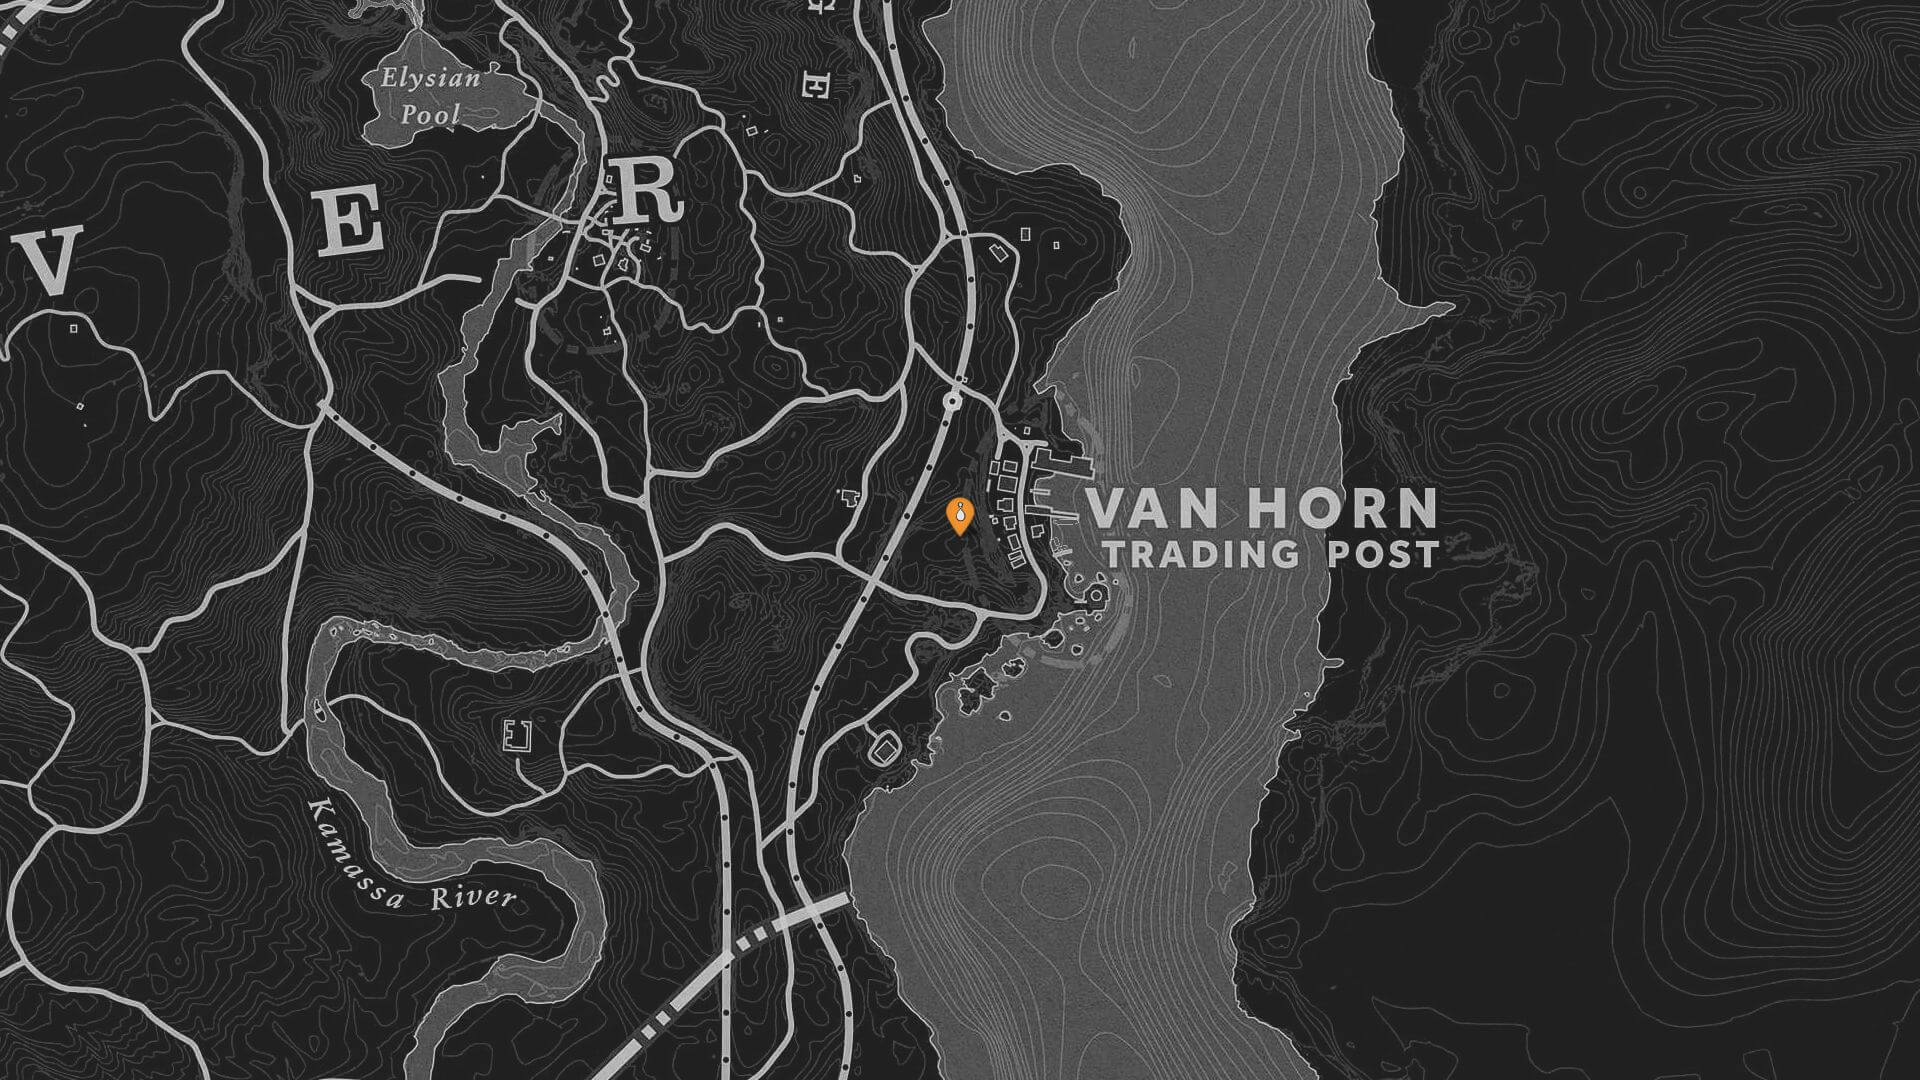 G
E
Elysian
Pool
V E R
VAN HORN
TRADING POST
Kamassa River